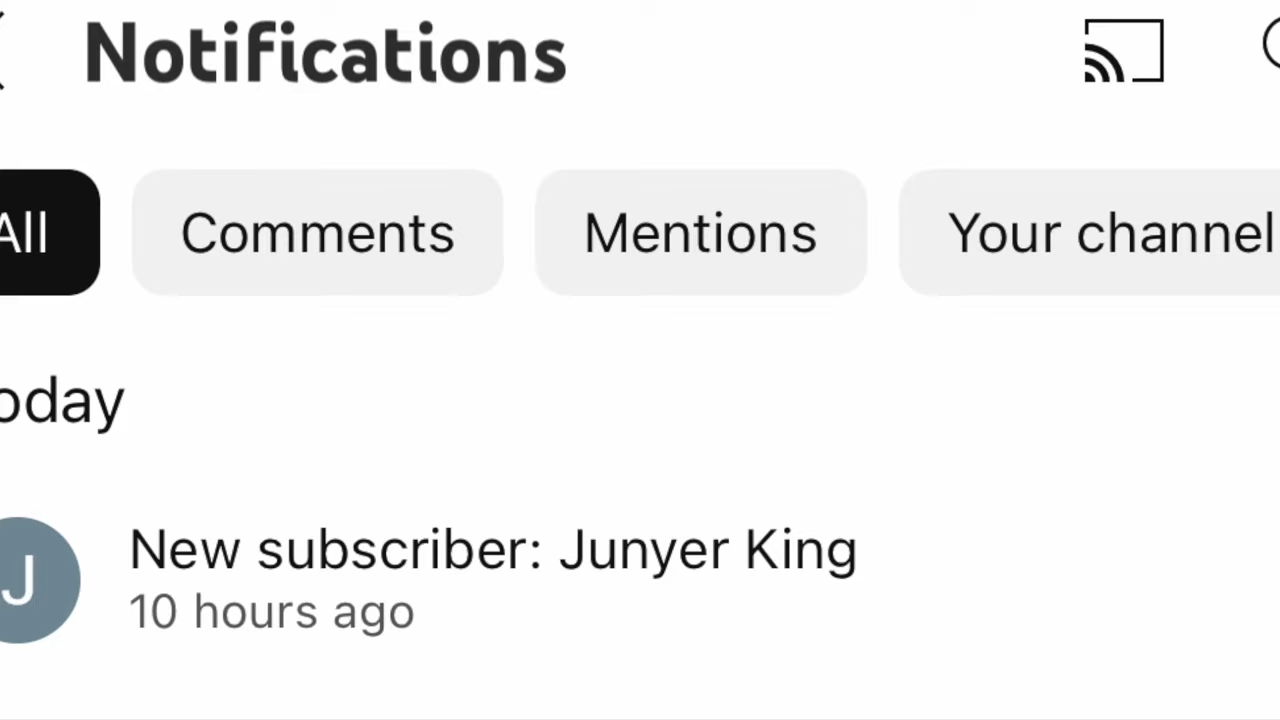 Notifications
All Comments Mentions Your channel
oday
J
New subscriber: Junyer King
10 hours ago